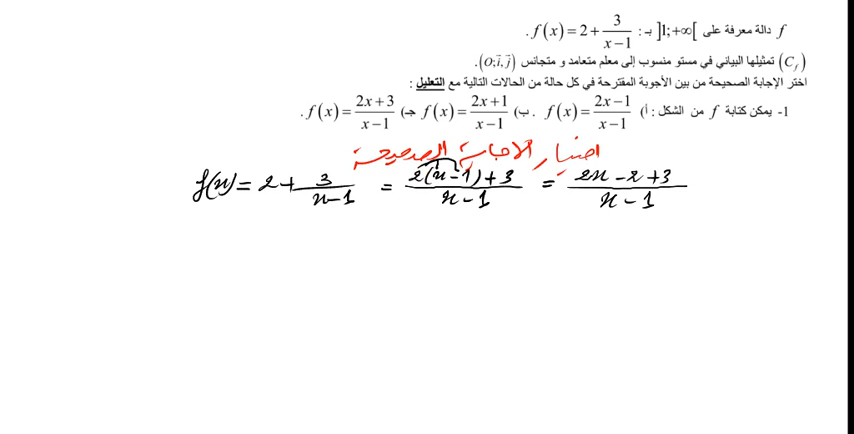 f دالة معرفة على ]1;+∞[ بـ : f(x) = 2 + 3/(x−1) .
(C_f) تمثيلها البياني في مستو منسوب إلى معلم متعامد و متجانس (O;i⃗,j⃗).
اختر الإجابة الصحيحة من بين الأجوبة المقترحة في كل حالة من الحالات التالية مع التعليل :
1- يمكن كتابة f من الشكل : أ) f(x) = (2x−1)/(x−1) ب) f(x) = (2x+1)/(x−1) . ج) f(x) = (2x+3)/(x−1) .
اختيار الاجابة الصحيحة
f(x) = 2 + 3/(x−1) = (2(x−1)+3)/(x−1) = (2x−2+3)/(x−1)